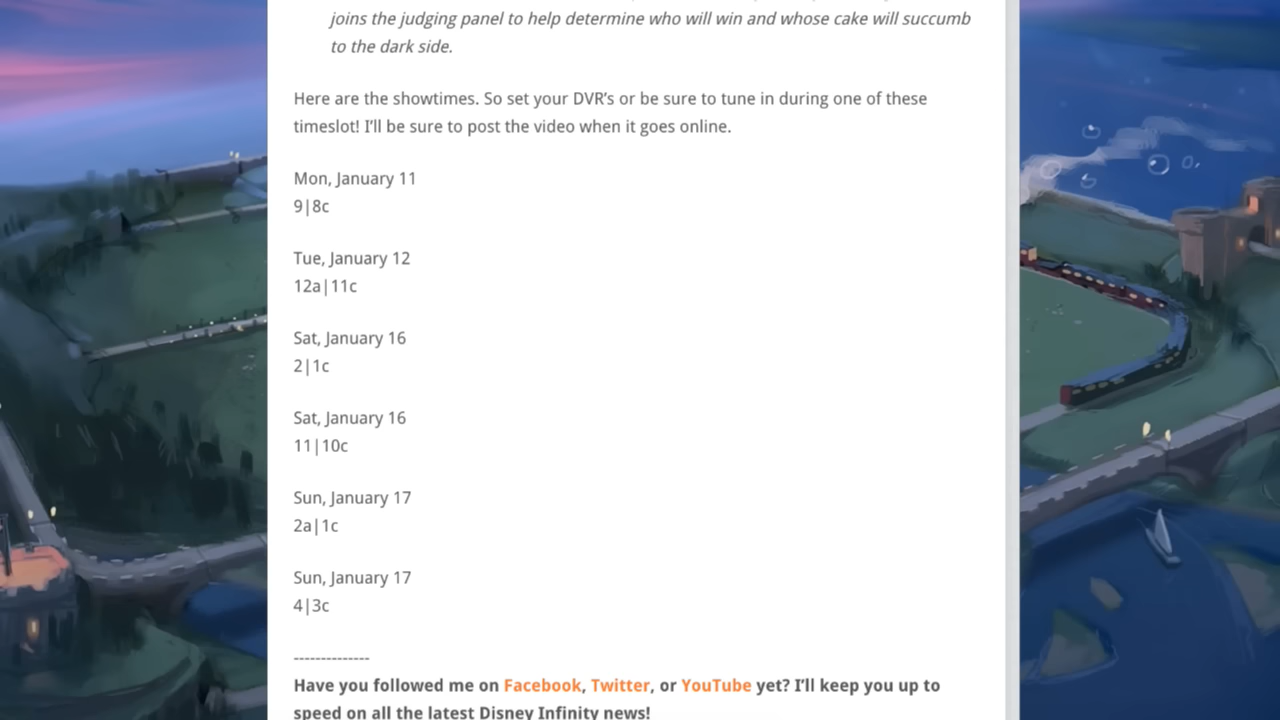 joins the judging panel to help determine who will win and whose cake will succumb
to the dark side.
Here are the showtimes. So set your DVR's or be sure to tune in during one of these
timeslot! I'll be sure to post the video when it goes online.
Mon, January 11
9|8c
Tue, January 12
12a|11c
Sat, January 16
2|1c
Sat, January 16
11|10c
Sun, January 17
2a|1c
Sun, January 17
4|3c
--------------
Have you followed me on Facebook, Twitter, or YouTube yet? I'll keep you up to
speed on all the latest Disney Infinity news!